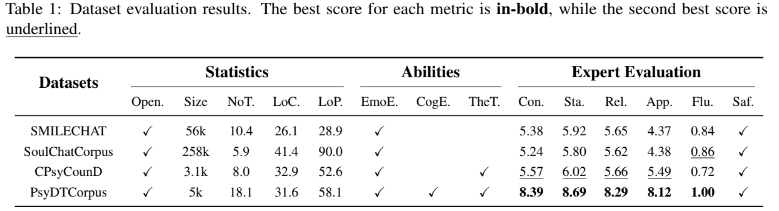 Table 1: Dataset evaluation results. The best score for each metric is in-bold, while the second best score is
underlined.
Datasets Statistics Abilities Expert Evaluation
Open. Size NoT. LoC. LoP. EmoE. CogE. TheT. Con. Sta. Rel. App. Flu. Saf.
SMILECHAT ✓ 56k 10.4 26.1 28.9 ✓ 5.38 5.92 5.65 4.37 0.84 ✓
SoulChatCorpus ✓ 258k 5.9 41.4 90.0 ✓ 5.24 5.80 5.62 4.38 0.86 ✓
CPsyCounD ✓ 3.1k 8.0 32.9 52.6 ✓ ✓ 5.57 6.02 5.66 5.49 0.72 ✓
PsyDTCorpus ✓ 5k 18.1 31.6 58.1 ✓ ✓ ✓ 8.39 8.69 8.29 8.12 1.00 ✓